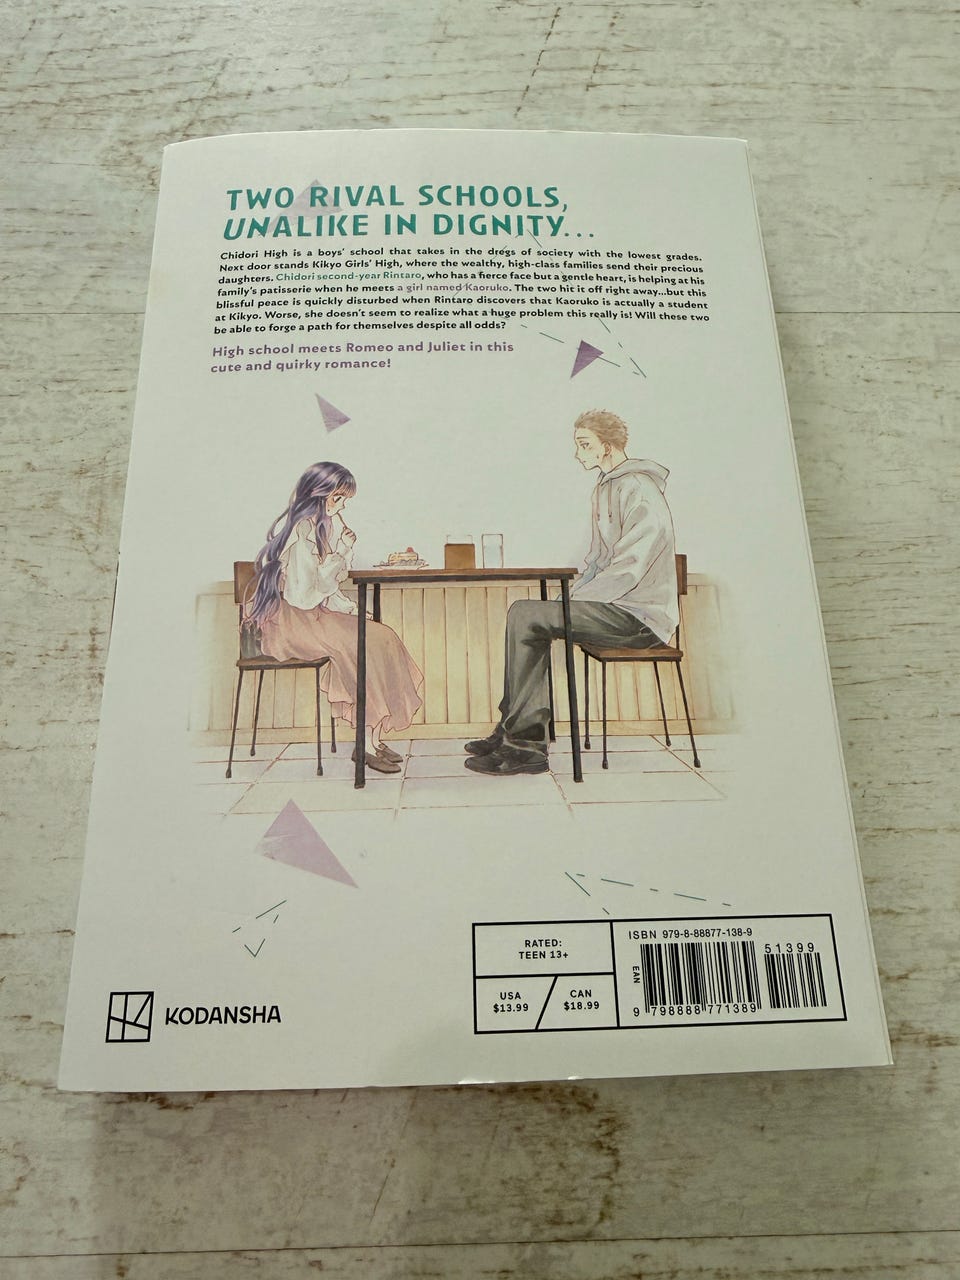 TWO RIVAL SCHOOLS,
UNALIKE IN DIGNITY...
Chidori High is a boys' school that takes in the dregs of society with the lowest grades.
Next door stands Kikyo Girls' High, where the wealthy, high-class families send their precious
daughters. Chidori second-year Rintaro, who has a fierce face but a gentle heart, is helping at his
family's patisserie when he meets a girl named Kaoruko. The two hit it off right away...but this
blissful peace is quickly disturbed when Rintaro discovers that Kaoruko is actually a student
at Kikyo. Worse, she doesn't seem to realize what a huge problem this really is! Will these two
be able to forge a path for themselves despite all odds?
High school meets Romeo and Juliet in this
cute and quirky romance!
RATED:
TEEN 13+
USA
$13.99
CAN
$18.99
ISBN 979-8-88877-138-9
51399
EAN
9 798888 771389
KODANSHA